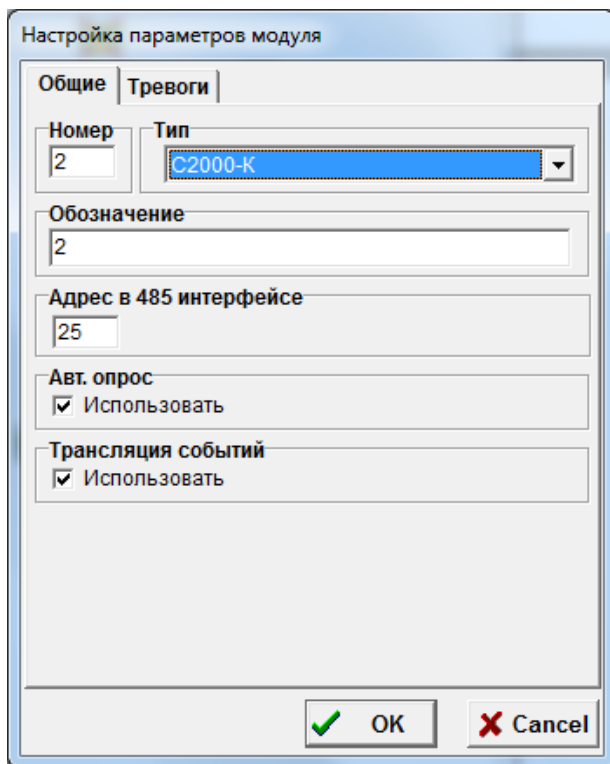 Настройка параметров модуля
Общие Тревоги
Номер Тип
2 С2000-К
Обозначение
2
Адрес в 485 интерфейсе
25
Авт. опрос
Использовать
Трансляция событий
Использовать
OK Cancel